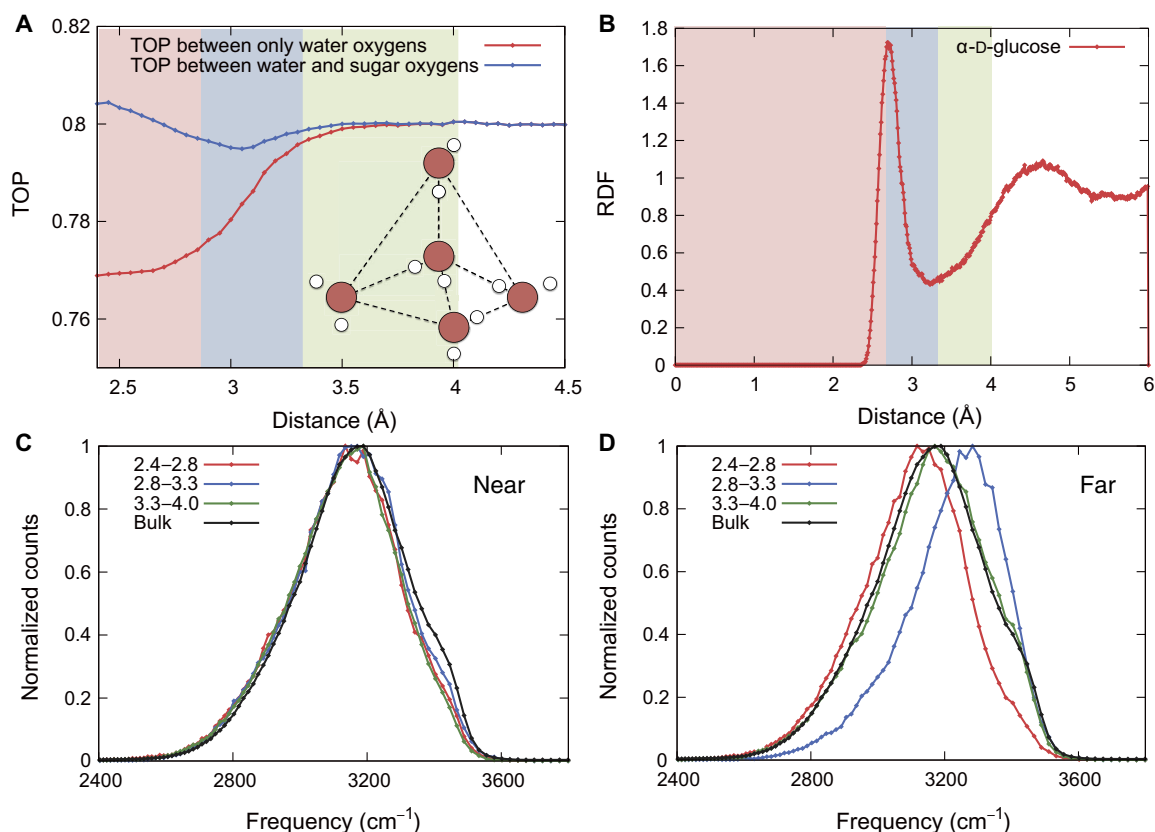 A
0.82
TOP between only water oxygens
TOP between water and sugar oxygens
0.8
TOP
0.78
0.76
2.5 3 3.5 4 4.5
Distance (Å)
B
1.8
α-D-glucose
1.6
1.4
1.2
1
RDF
0.8
0.6
0.4
0.2
0
0 1 2 3 4 5 6
Distance (Å)
C
1
2.4–2.8
2.8–3.3
3.3–4.0
Bulk
Near
0.8
0.6
Normalized counts
0.4
0.2
0
2400 2800 3200 3600
Frequency (cm⁻¹)
D
1
2.4–2.8
2.8–3.3
3.3–4.0
Bulk
Far
0.8
0.6
Normalized counts
0.4
0.2
0
2400 2800 3200 3600
Frequency (cm⁻¹)